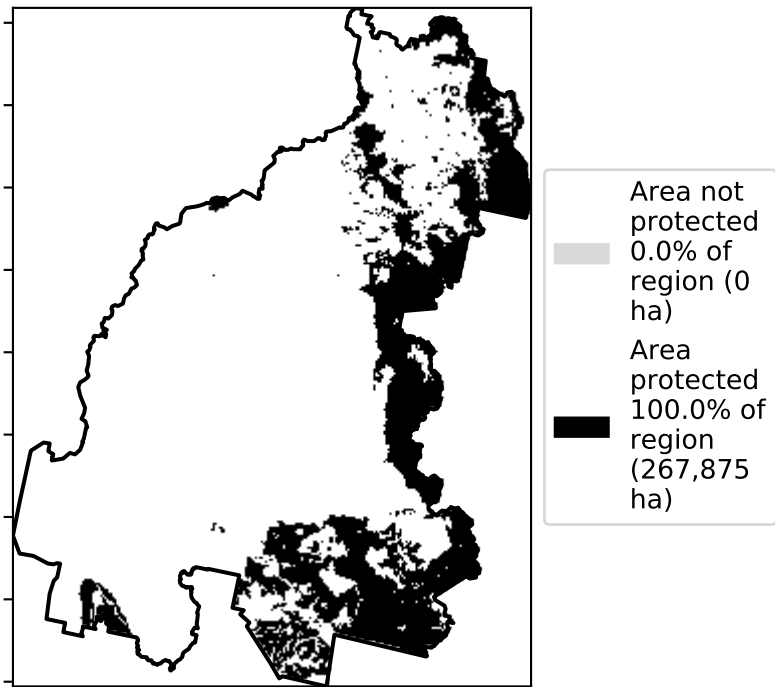 Area not
protected
0.0% of
region (0
ha)
Area
protected
100.0% of
region
(267,875
ha)